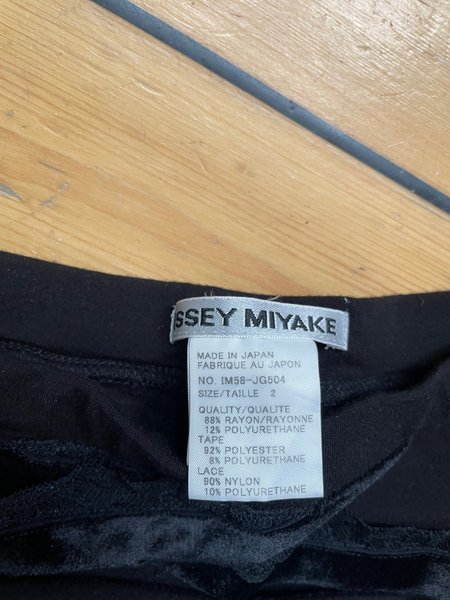 SSEY MIYAKE
MADE IN JAPAN
FABRIQUE AU JAPON
NO. IM58-JG504
SIZE/TAILLE 2
QUALITY/QUALITE
88% RAYON/RAYONNE
12% POLYURETHANE
TAPE
92% POLYESTER
8% POLYURETHANE
LACE
90% NYLON
10% POLYURETHANE